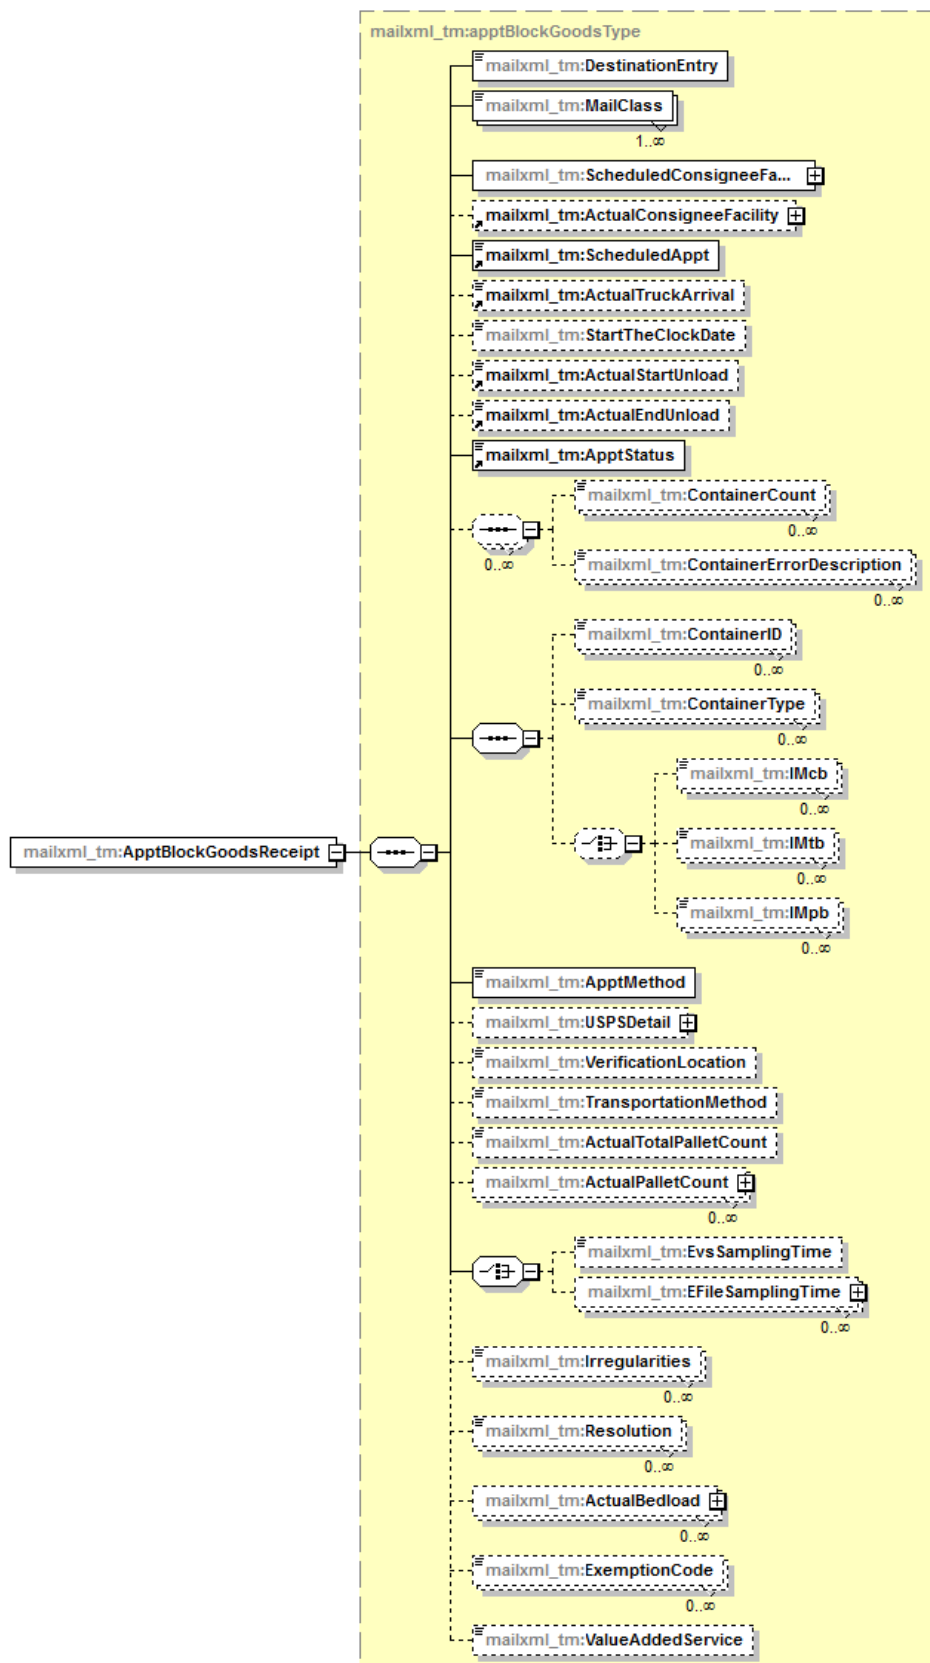 mailxml_tm:apptBlockGoodsType
mailxml_tm:DestinationEntry
mailxml_tm:MailClass
1..∞
mailxml_tm:ScheduledConsigneeFa...
mailxml_tm:ActualConsigneeFacility
mailxml_tm:ScheduledAppt
mailxml_tm:ActualTruckArrival
mailxml_tm:StartTheClockDate
mailxml_tm:ActualStartUnload
mailxml_tm:ActualEndUnload
mailxml_tm:ApptStatus
mailxml_tm:ContainerCount
0..∞
0..∞
mailxml_tm:ContainerErrorDescription
0..∞
mailxml_tm:ContainerID
0..∞
mailxml_tm:ContainerType
0..∞
mailxml_tm:IMcb
0..∞
mailxml_tm:IMtb
0..∞
mailxml_tm:IMpb
0..∞
mailxml_tm:ApptBlockGoodsReceipt
mailxml_tm:ApptMethod
mailxml_tm:USPSDetail
mailxml_tm:VerificationLocation
mailxml_tm:TransportationMethod
mailxml_tm:ActualTotalPalletCount
mailxml_tm:ActualPalletCount
0..∞
mailxml_tm:EvsSamplingTime
mailxml_tm:EFileSamplingTime
0..∞
mailxml_tm:Irregularities
0..∞
mailxml_tm:Resolution
0..∞
mailxml_tm:ActualBedload
0..∞
mailxml_tm:ExemptionCode
0..∞
mailxml_tm:ValueAddedService